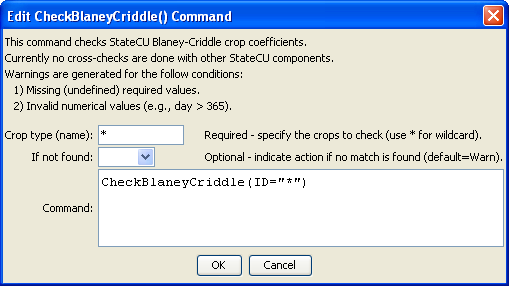 Edit CheckBlaneyCriddle() Command
This command checks StateCU Blaney-Criddle crop coefficients.
Currently no cross-checks are done with other StateCU components.
Warnings are generated for the follow conditions:
1) Missing (undefined) required values.
2) Invalid numerical values (e.g., day > 365).
Crop type (name): * Required - specify the crops to check (use * for wildcard).
If not found: Optional - indicate action if no match is found (default=Warn).
Command: CheckBlaneyCriddle(ID="*")
OK Cancel